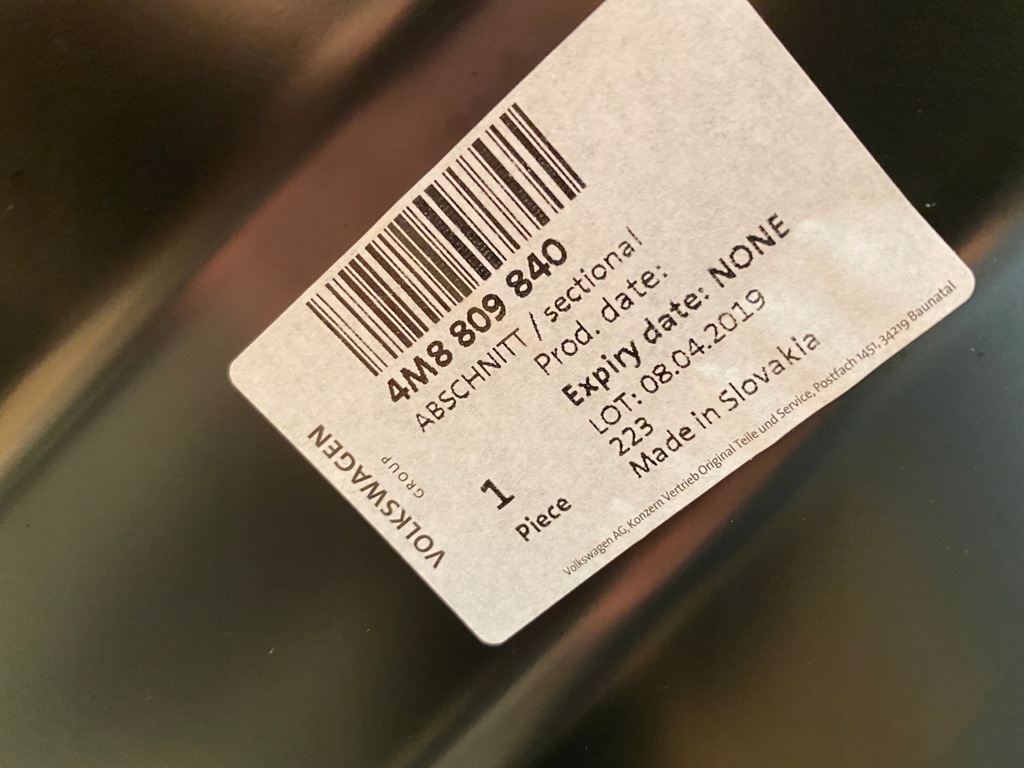 4M8 809 840
ABSCHNITT / sectional
Prod. date:
Expiry date: NONE
LOT: 08.04.2019
223
Made in Slovakia
1
Piece
VOLKSWAGEN
GROUP
Volkswagen AG, Konzern Vertrieb Original Teile und Service, Postfach 1451, 34219 Baunatal